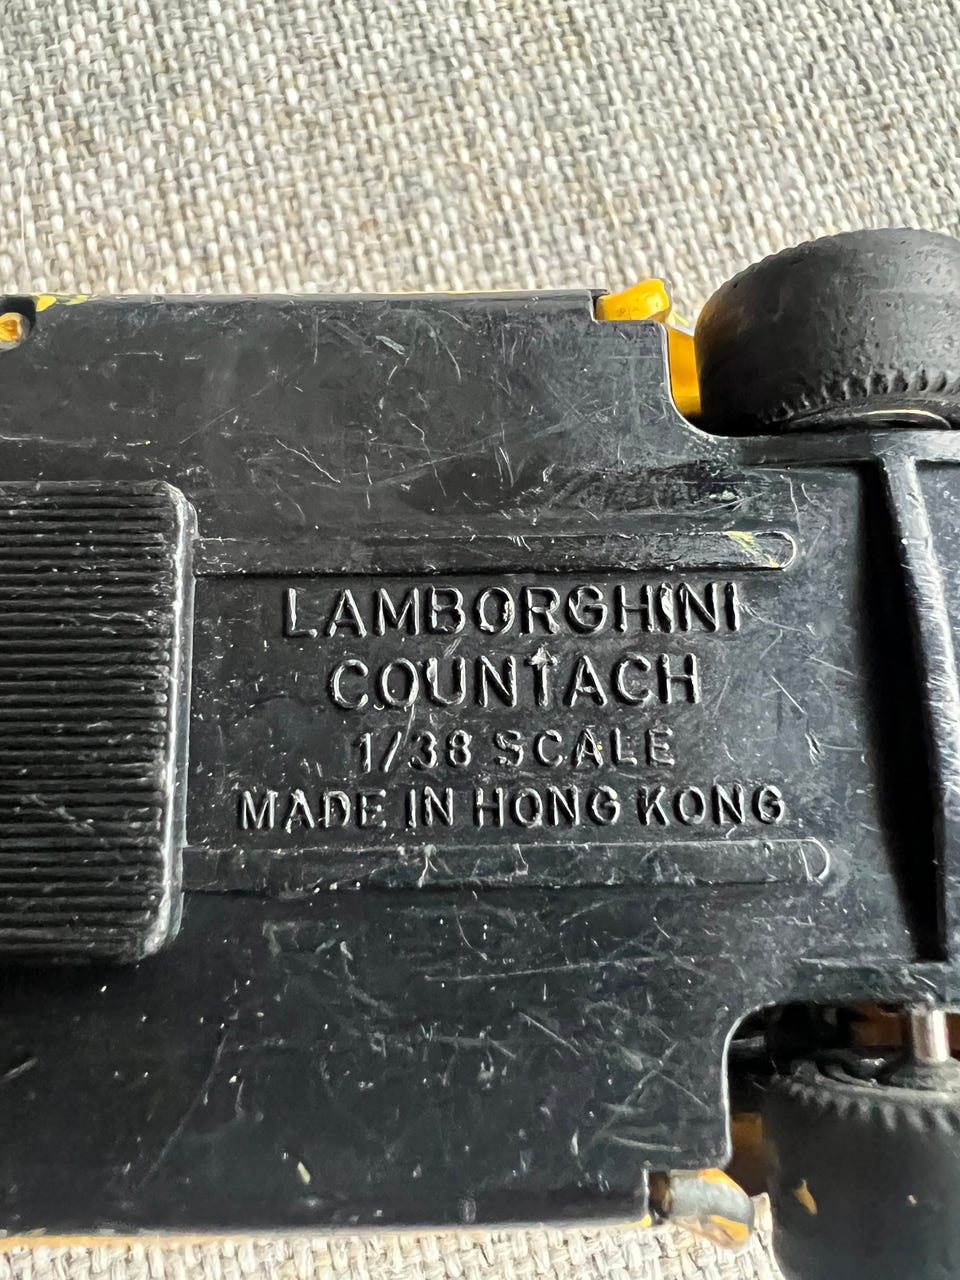 LAMBORGHINI
COUNTACH
1/38 SCALE
MADE IN HONG KONG